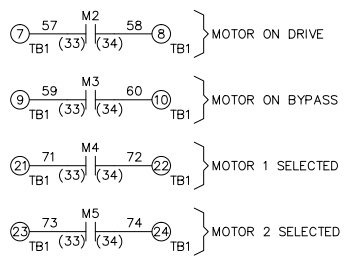 M2
7 57 58 8 MOTOR ON DRIVE
TB1 (33) (34) TB1
M3
9 59 60 10 MOTOR ON BYPASS
TB1 (33) (34) TB1
M4
21 71 72 22 MOTOR 1 SELECTED
TB1 (33) (34) TB1
M5
23 73 74 24 MOTOR 2 SELECTED
TB1 (33) (34) TB1